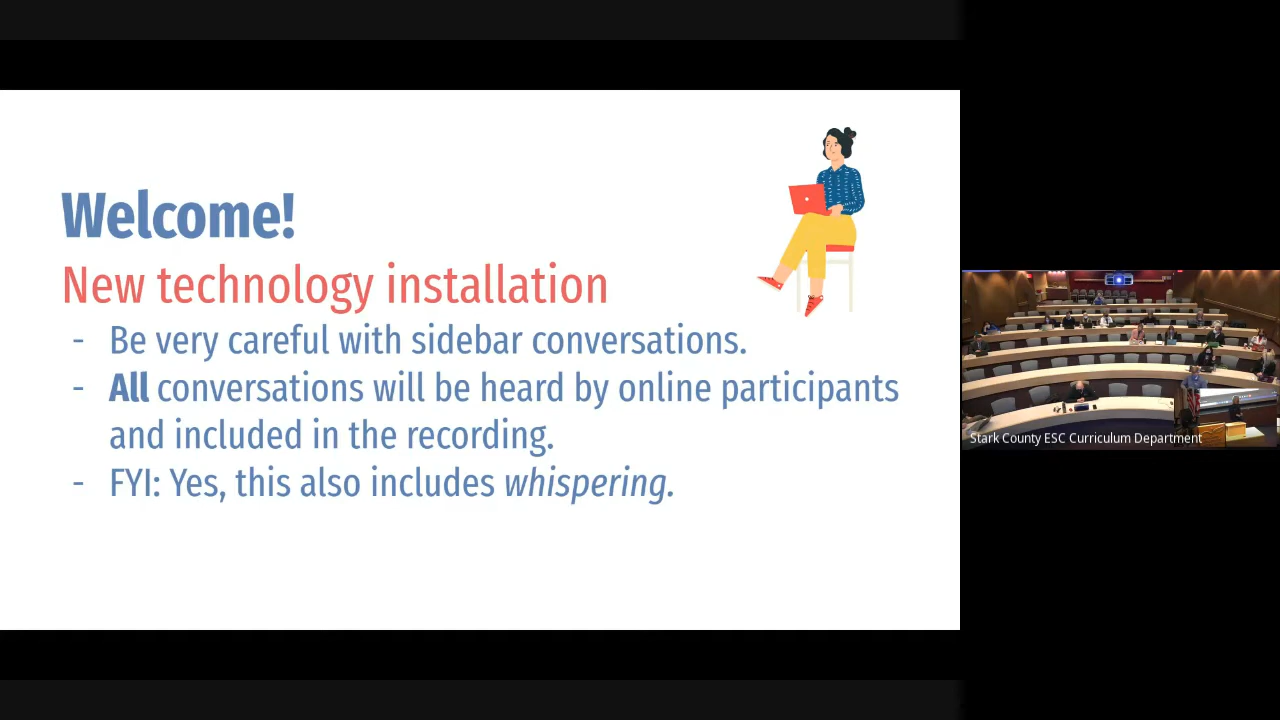 Welcome!
New technology installation
- Be very careful with sidebar conversations.
- All conversations will be heard by online participants
and included in the recording.
- FYI: Yes, this also includes whispering.
Stark County ESC Curriculum Department